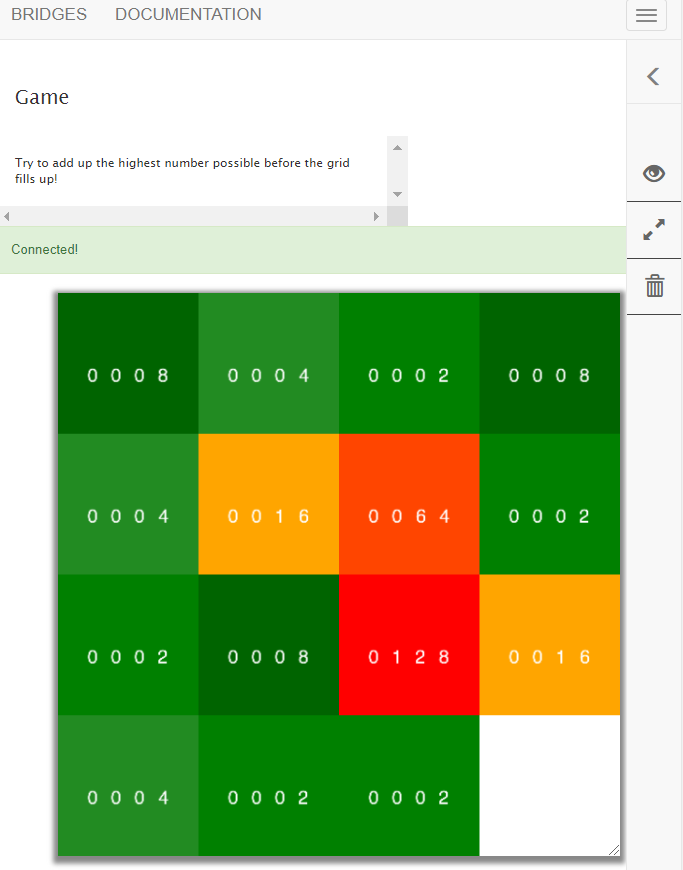 BRIDGES DOCUMENTATION
Game
Try to add up the highest number possible before the grid
fills up!
Connected!
0 0 0 8 0 0 0 4 0 0 0 2 0 0 0 8
0 0 0 4 0 0 1 6 0 0 6 4 0 0 0 2
0 0 0 2 0 0 0 8 0 1 2 8 0 0 1 6
0 0 0 4 0 0 0 2 0 0 0 2